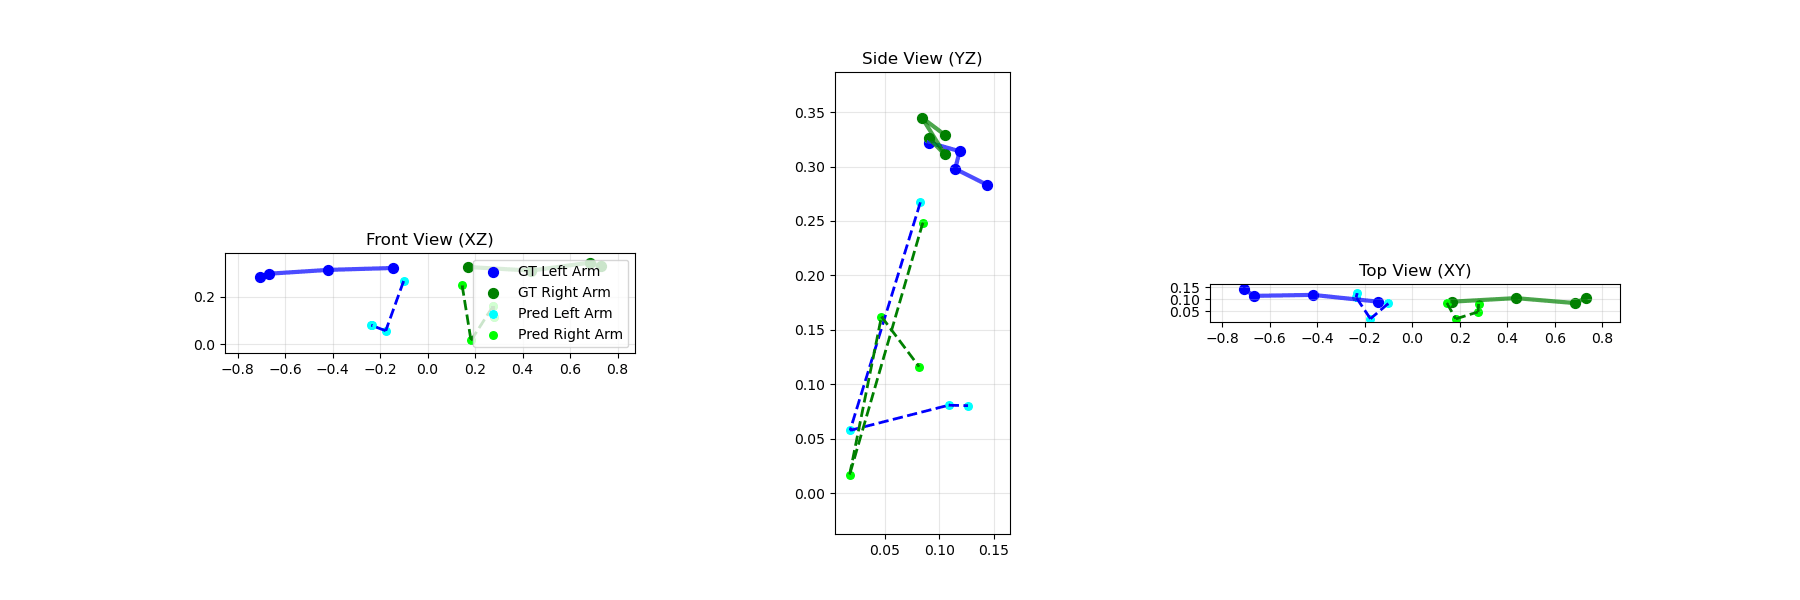 Side View (YZ)
0.35
0.30
0.25
0.20
0.15
0.10
0.05
0.00
0.05 0.10 0.15
Front View (XZ)
0.2
0.0
−0.8 −0.6 −0.4 −0.2 0.0 0.2 0.4 0.6 0.8
GT Left Arm
GT Right Arm
Pred Left Arm
Pred Right Arm
Top View (XY)
0.15
0.10
0.05
−0.8 −0.6 −0.4 −0.2 0.0 0.2 0.4 0.6 0.8